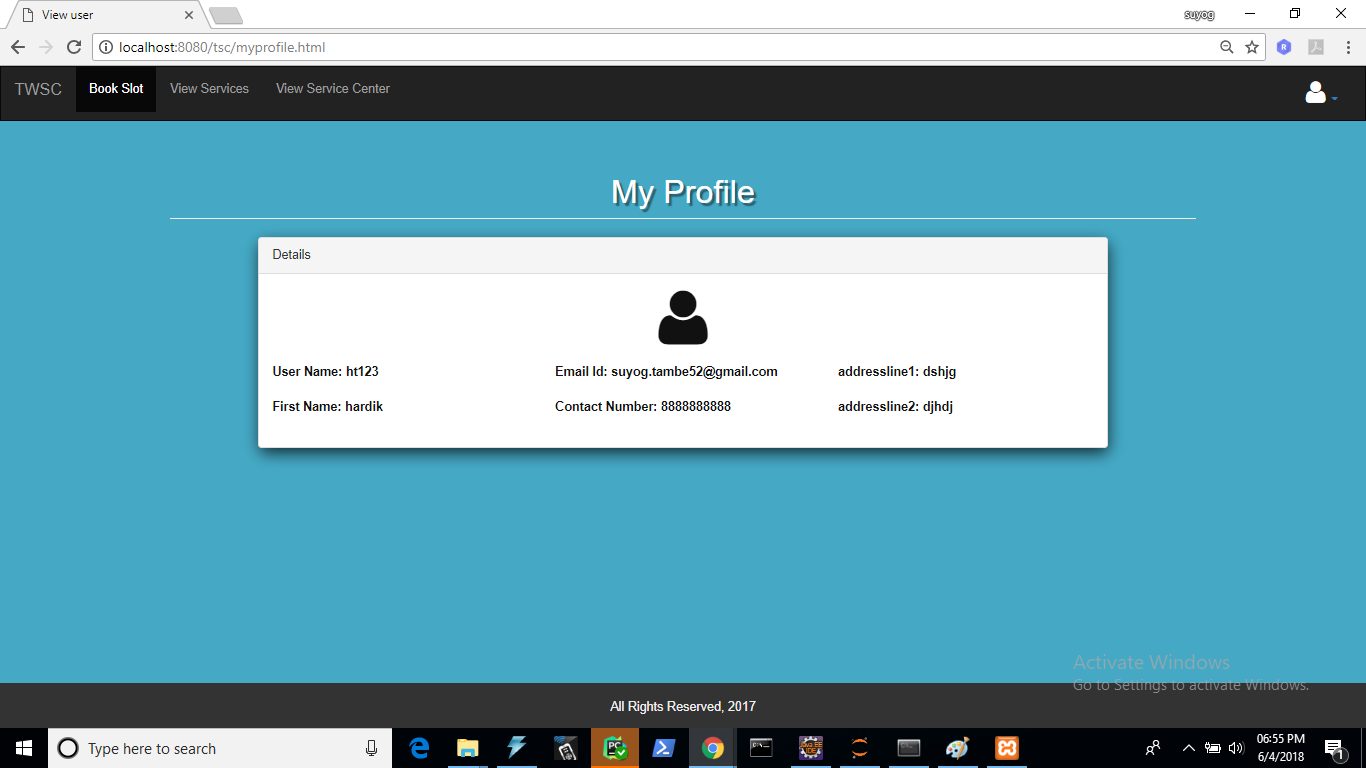 View user
suyog
localhost:8080/tsc/myprofile.html
TWSC Book Slot View Services View Service Center
My Profile
Details
User Name: ht123 Email Id: suyog.tambe52@gmail.com addressline1: dshjg
First Name: hardik Contact Number: 8888888888 addressline2: djhdj
Activate Windows
Go to Settings to activate Windows.
All Rights Reserved, 2017
Type here to search
PC
06:55 PM
6/4/2018
1